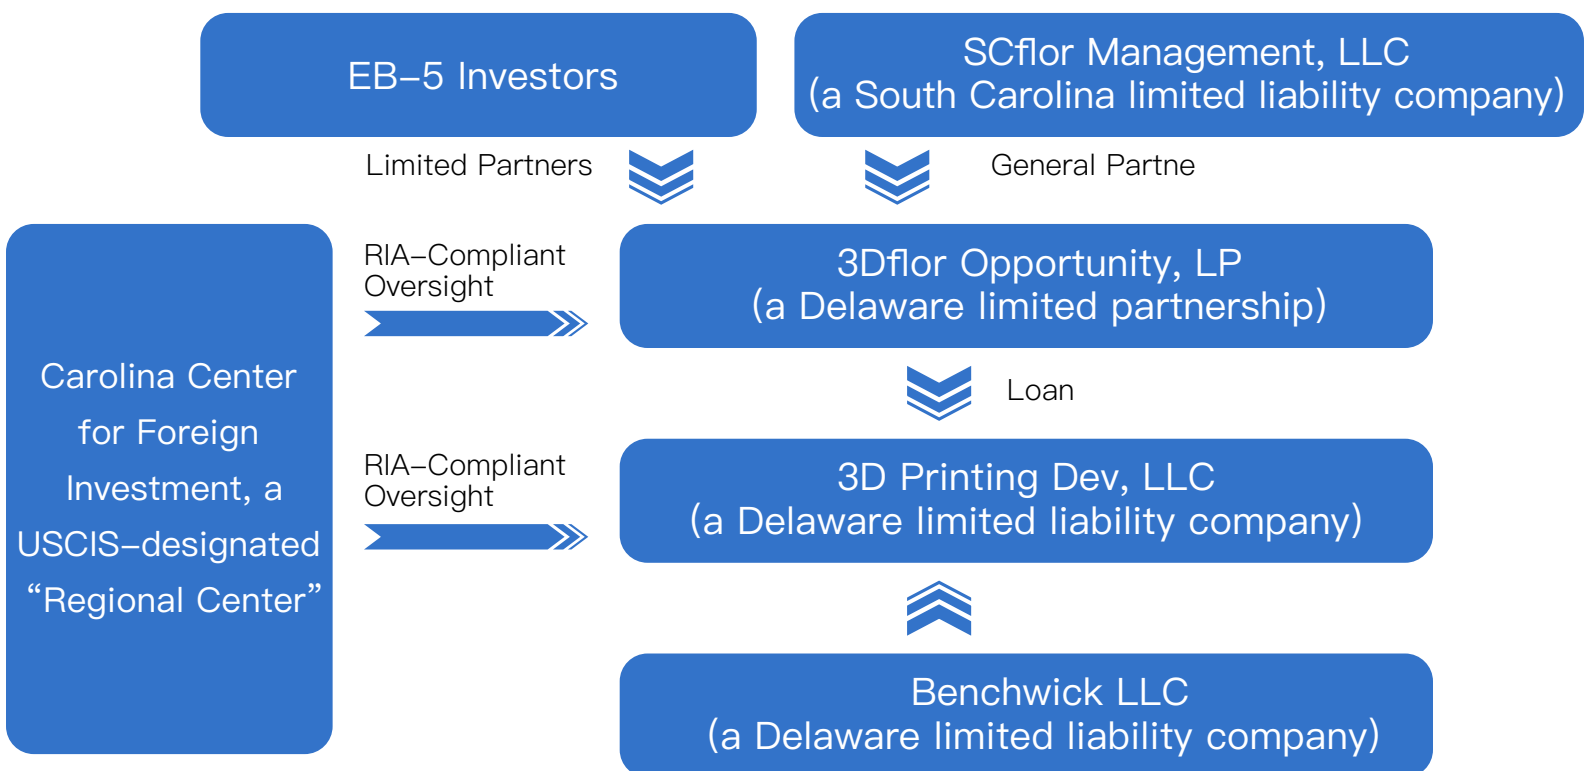 EB-5 Investors
SCflor Management, LLC
(a South Carolina limited liability company)
Limited Partners
General Partne
RIA-Compliant
Oversight
3Dflor Opportunity, LP
(a Delaware limited partnership)
Loan
Carolina Center
for Foreign
Investment, a
USCIS-designated
“Regional Center”
RIA-Compliant
Oversight
3D Printing Dev, LLC
(a Delaware limited liability company)
Benchwick LLC
(a Delaware limited liability company)